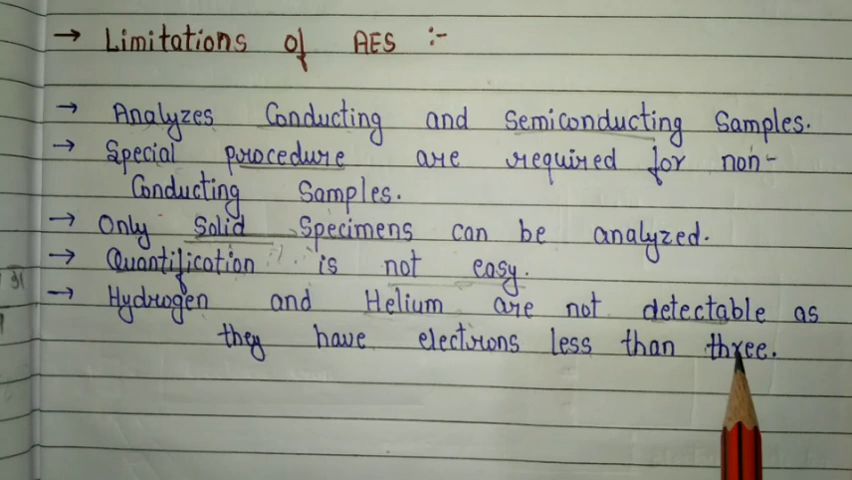 → Limitations of AES :-
→ Analyzes Conducting and Semiconducting Samples.
→ Special procedure are required for non-
Conducting Samples.
→ Only Solid Specimens can be analyzed.
→ Quantification is not easy.
→ Hydrogen and Helium are not detectable as
they have electrons less than three.